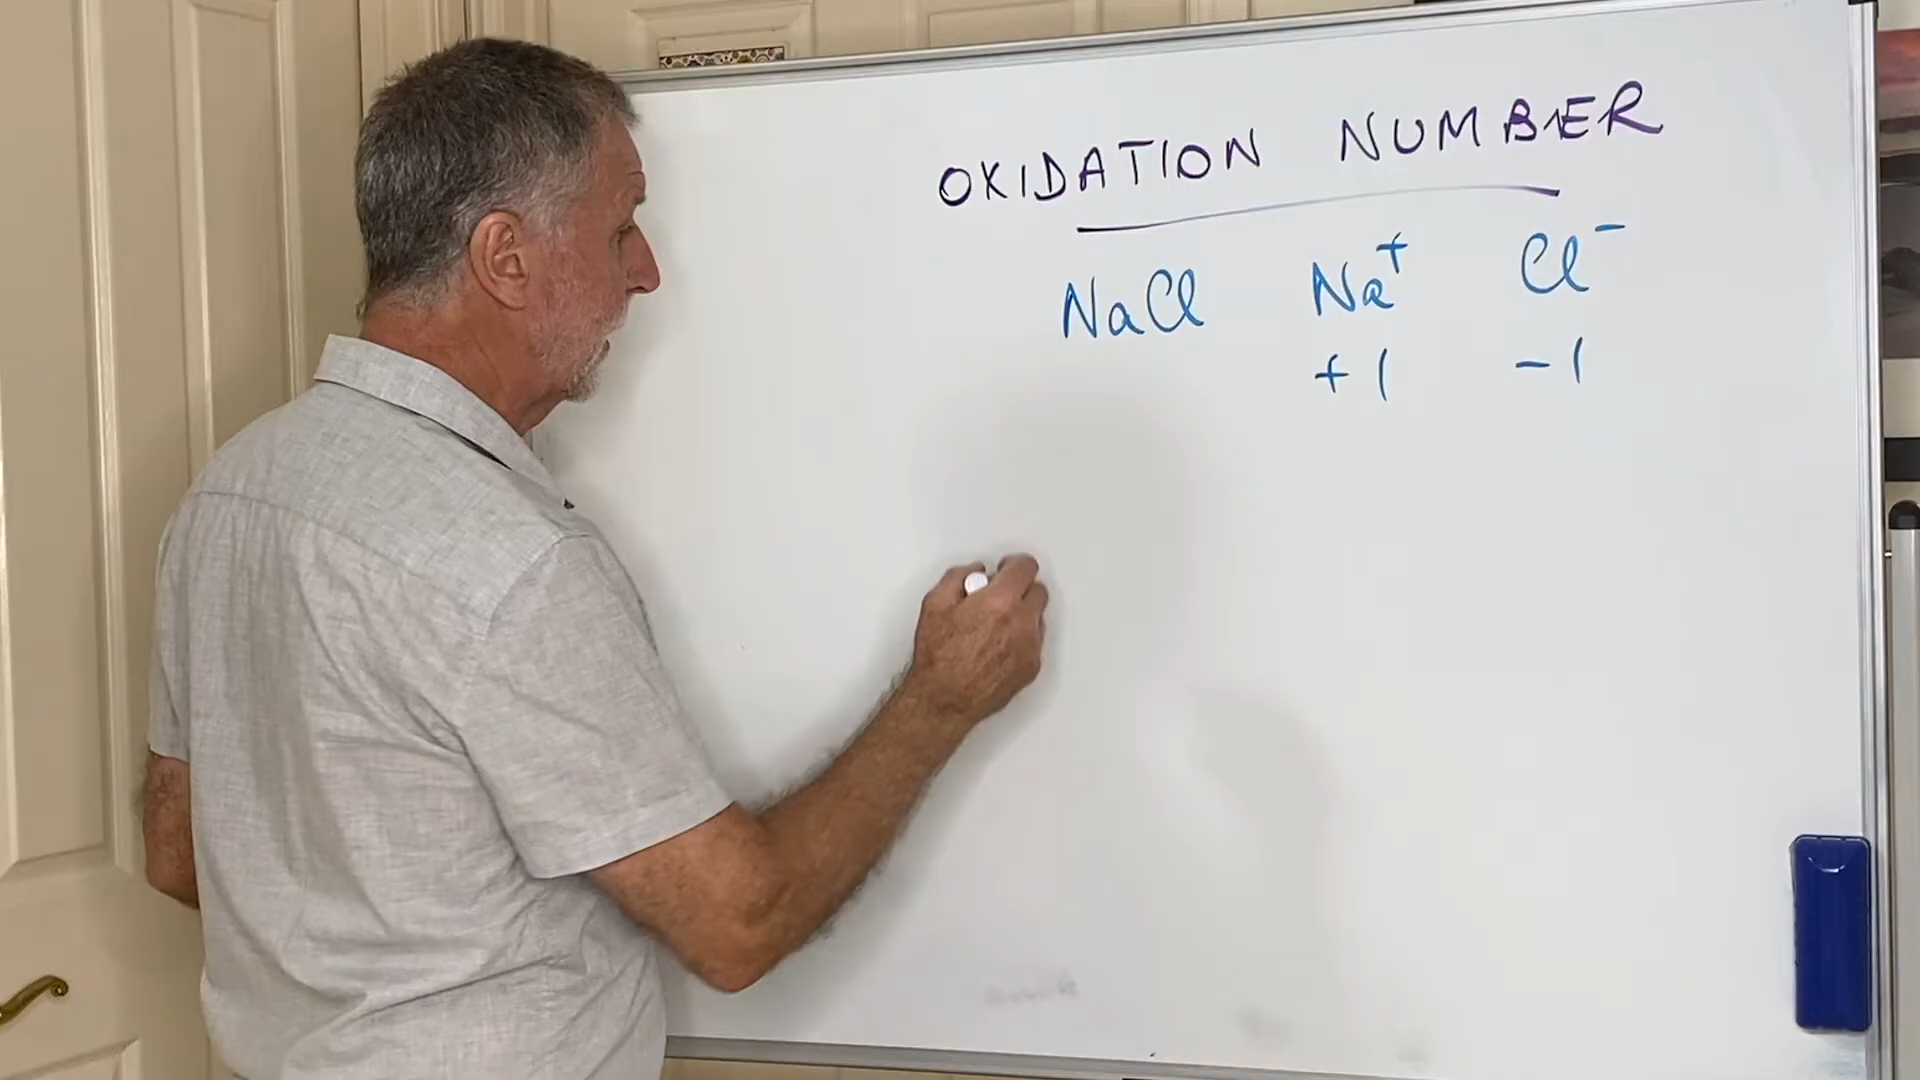 OXIDATION NUMBER
NaCl Na⁺ Cl⁻
+1 -1